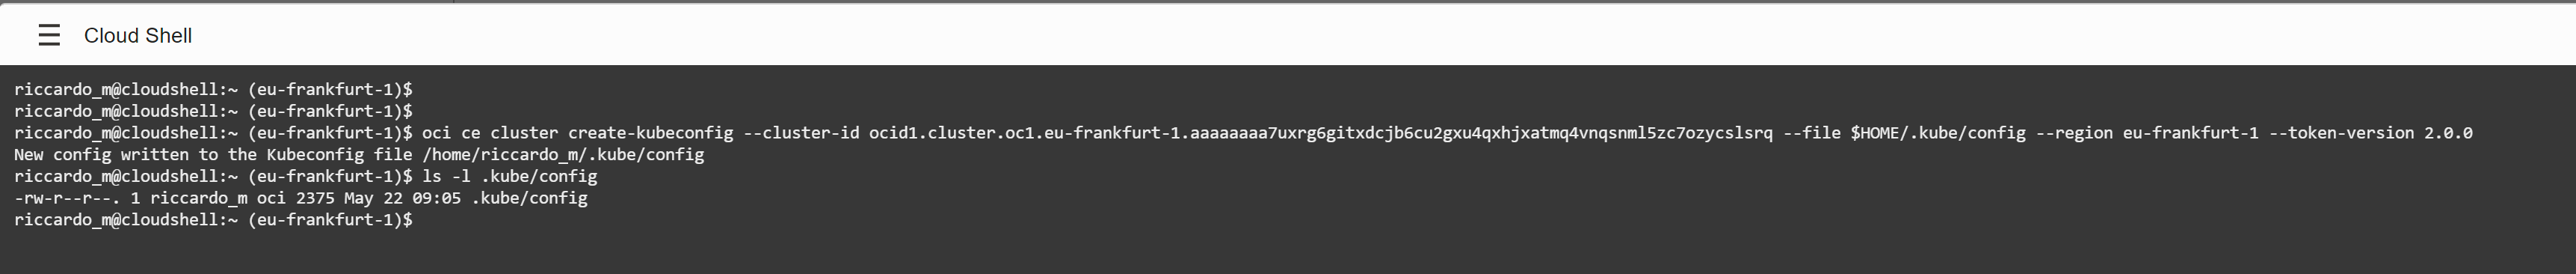 Cloud Shell
riccardo_m@cloudshell:~ (eu-frankfurt-1)$
riccardo_m@cloudshell:~ (eu-frankfurt-1)$
riccardo_m@cloudshell:~ (eu-frankfurt-1)$ oci ce cluster create-kubeconfig --cluster-id ocid1.cluster.oc1.eu-frankfurt-1.aaaaaaaa7uxrg6gitxdcjb6cu2gxu4qxhjxatmq4vnqsnml5zc7ozycslsrq --file $HOME/.kube/config --region eu-frankfurt-1 --token-version 2.0.0
New config written to the Kubeconfig file /home/riccardo_m/.kube/config
riccardo_m@cloudshell:~ (eu-frankfurt-1)$ ls -l .kube/config
-rw-r--r--. 1 riccardo_m oci 2375 May 22 09:05 .kube/config
riccardo_m@cloudshell:~ (eu-frankfurt-1)$